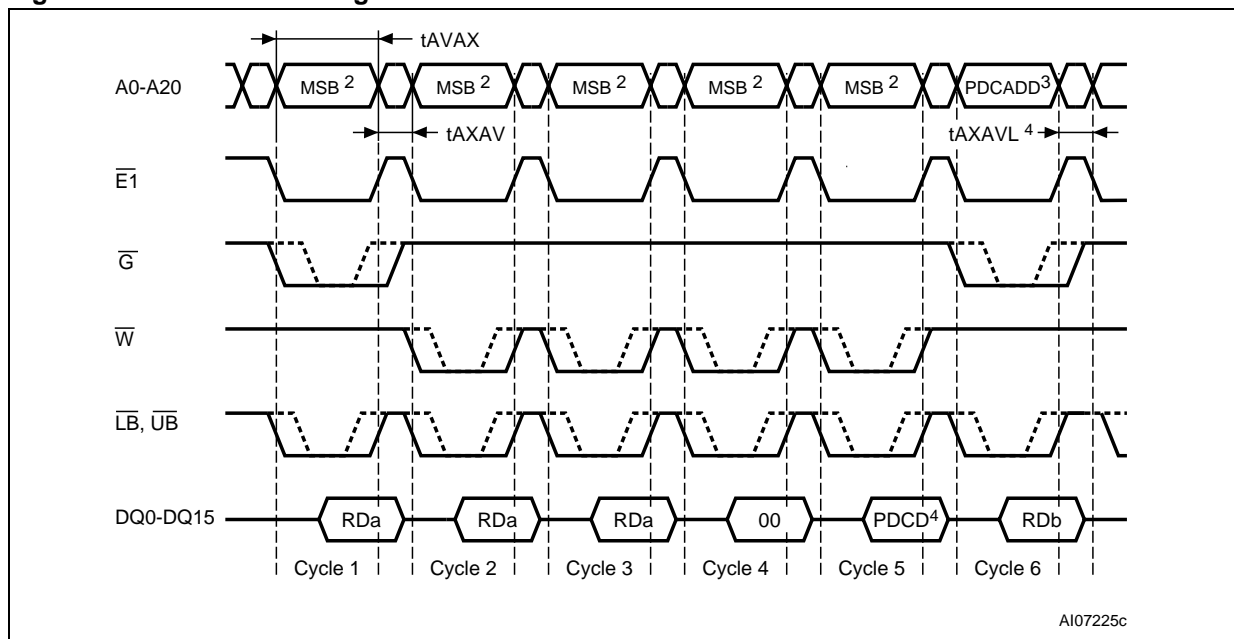 tAVAX
A0-A20 MSB 2 MSB 2 MSB 2 MSB 2 MSB 2 PDCADD3
tAXAV tAXAVL 4
E1
G
W
LB, UB
DQ0-DQ15 RDa RDa RDa 00 PDCD4 RDb
Cycle 1 Cycle 2 Cycle 3 Cycle 4 Cycle 5 Cycle 6
AI07225c